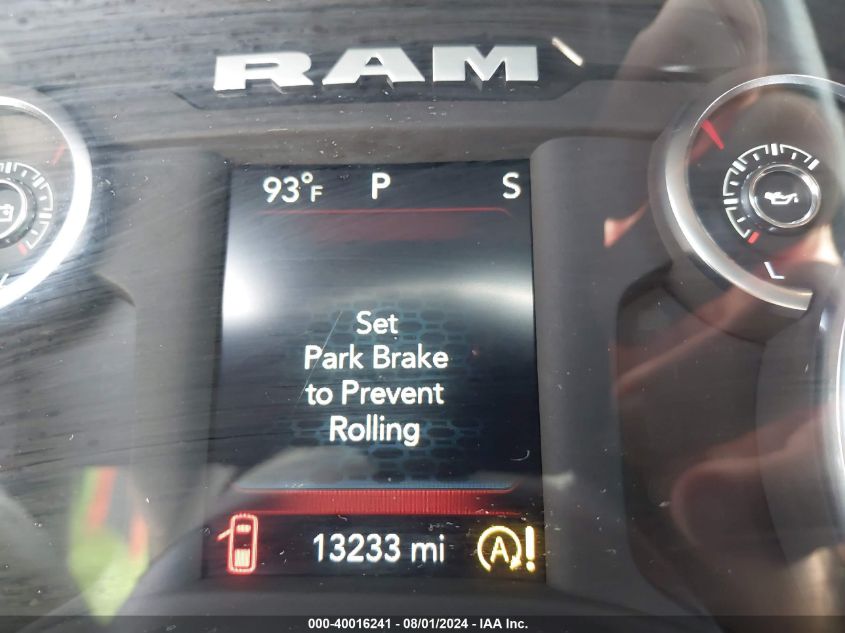 RAM
93°F P S
Set
Park Brake
to Prevent
Rolling
L
L
13233 mi A!
000-40016241 - 08/01/2024 - IAA Inc.